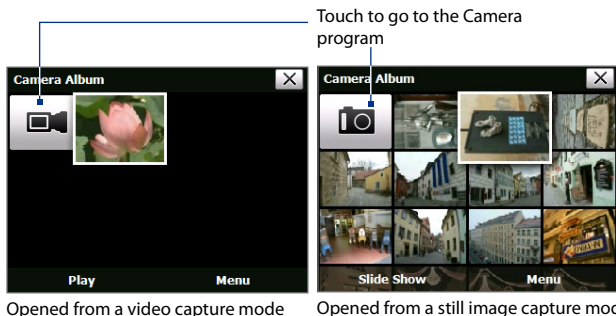 Touch to go to the Camera
program
Camera Album
Camera Album
Play
Menu
Slide Show
Menu
Opened from a video capture mode
Opened from a still image capture